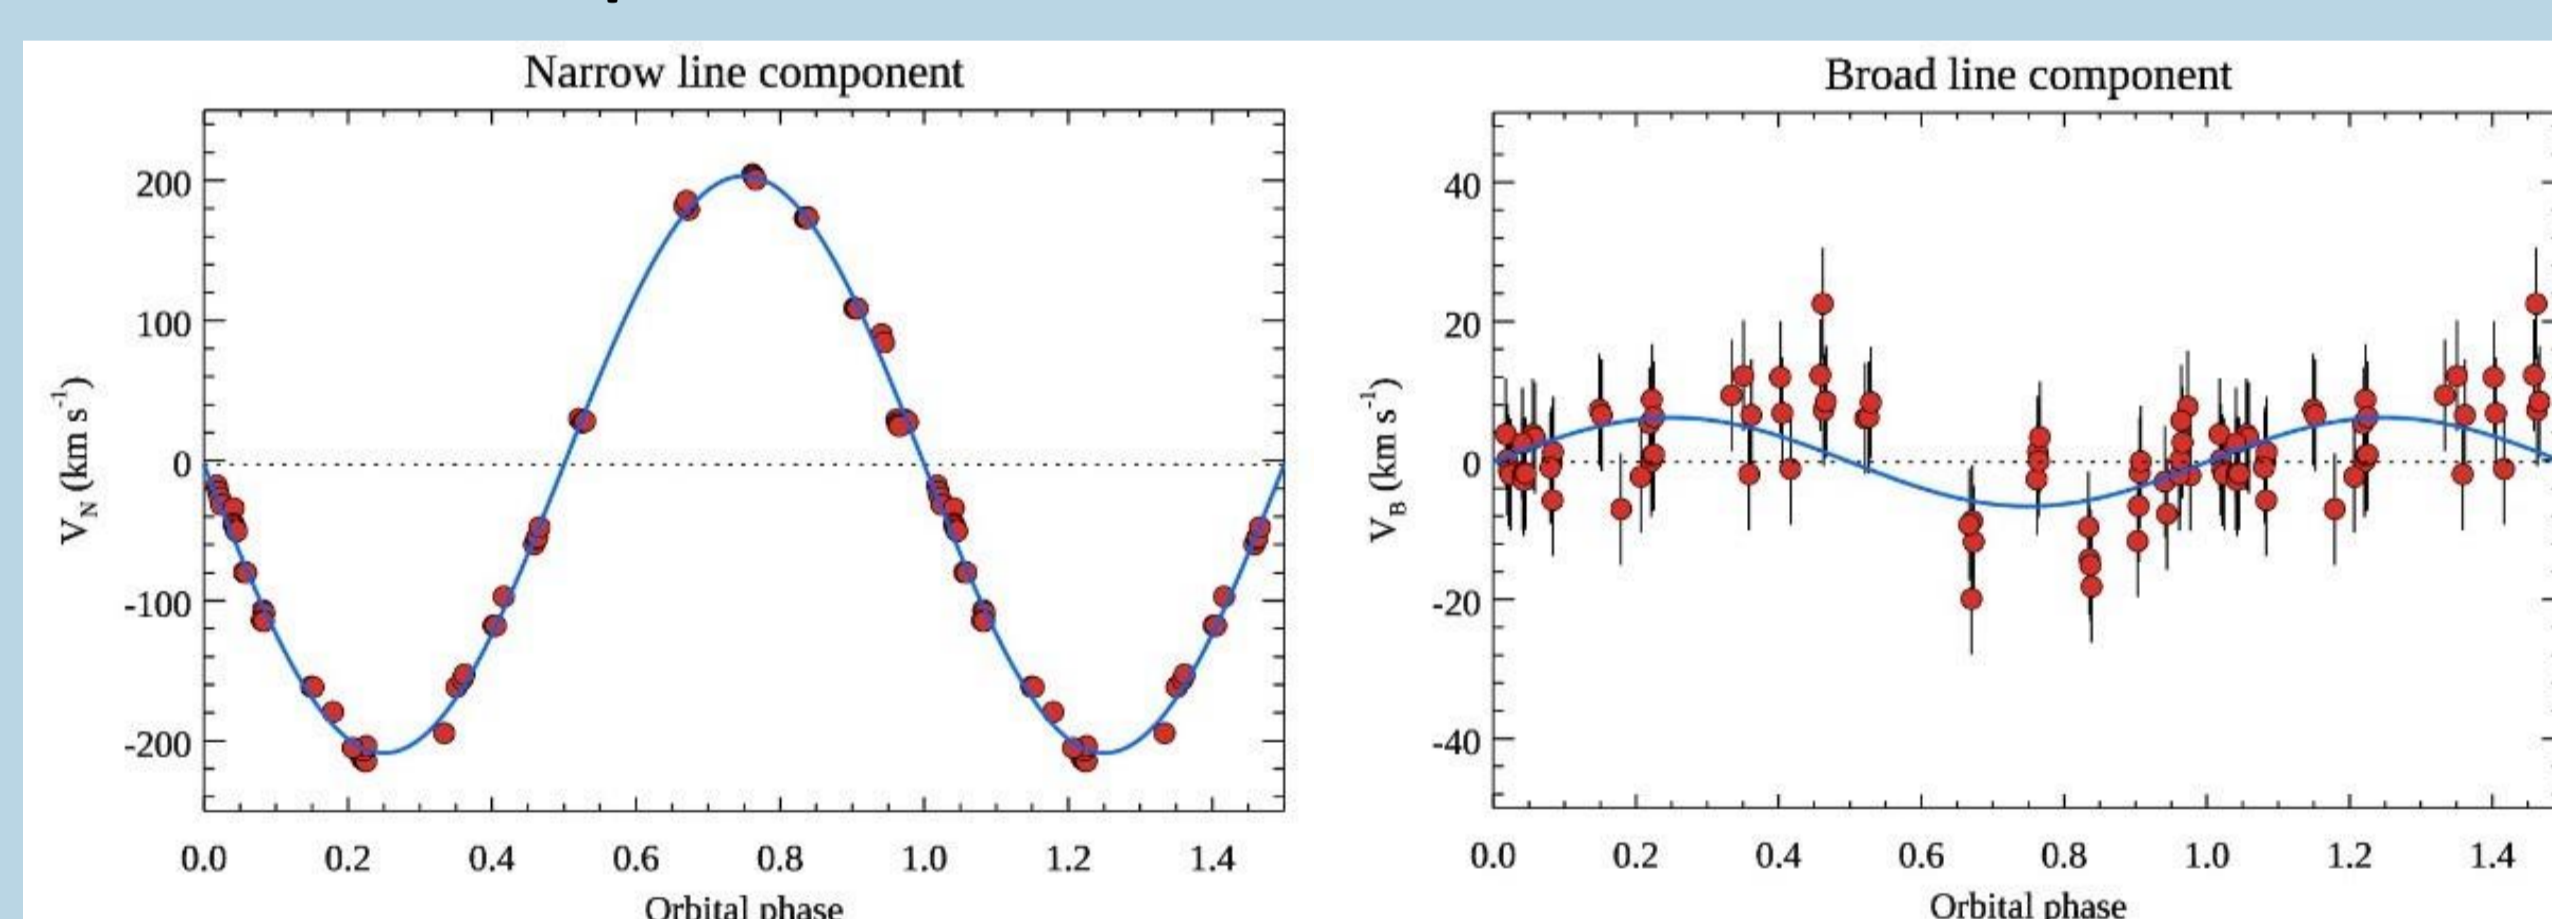 Narrow line component
200
100
0
-100
-200
V_N (km s^-1)
0.0 0.2 0.4 0.6 0.8 1.0 1.2 1.4
Orbital phase
Broad line component
40
20
0
-20
-40
V_B (km s^-1)
0.0 0.2 0.4 0.6 0.8 1.0 1.2 1.4
Orbital phase